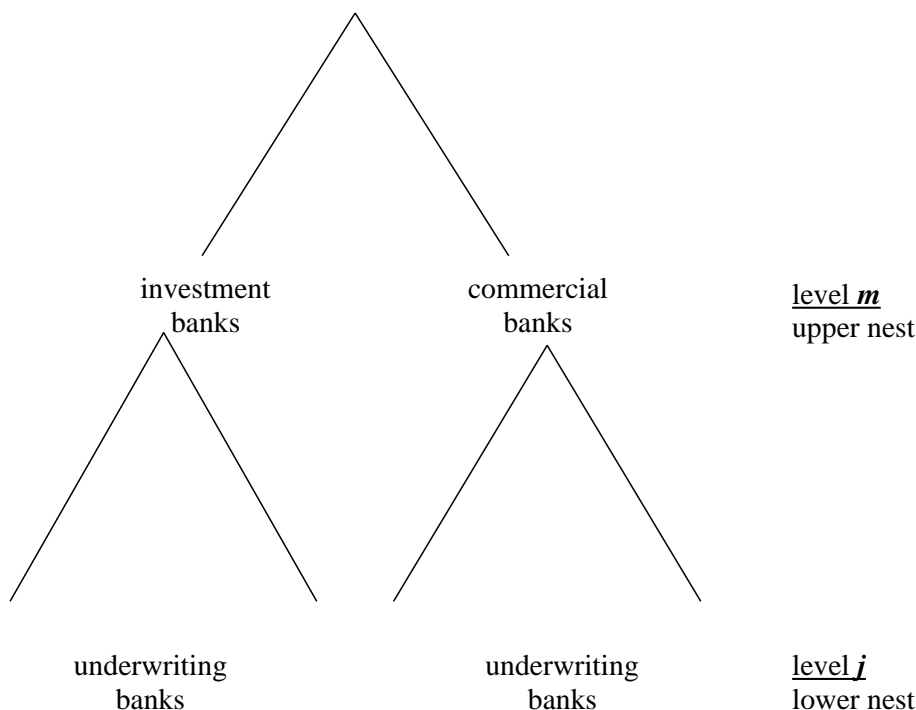 investment
banks
commercial
banks
level m
upper nest
underwriting
banks
underwriting
banks
level j
lower nest